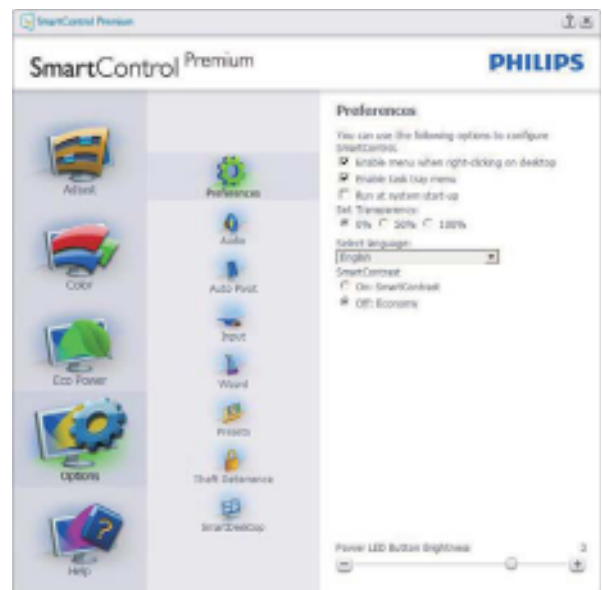 SmartControl Premium
SmartControl Premium
PHILIPS
Adjust
Color
Eco Power
Options
Help
Preferences
Audio
Auto Pivot
Input
Wizard
Presets
Theft Deterrence
SmartDesktop
Preferences
You can use the following options to configure
SmartControl.
Enable menu when right-clicking on desktop
Enable task tray menu
Run at system start-up
Set Transparency:
0% 50% 100%
Select language:
English
SmartContrast
On: SmartContrast
Off: Economy
Power LED Button Brightness 3